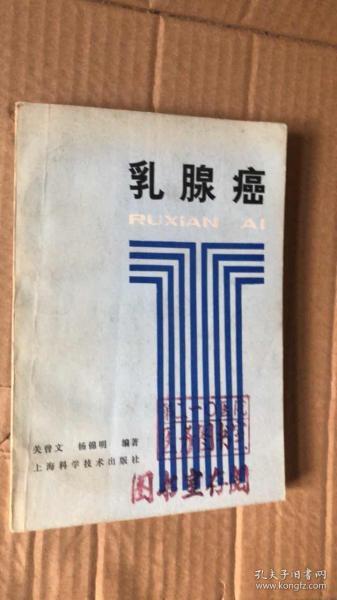 乳腺癌
RUXIAN AI
关曾文 杨锦明 编著
上海科学技术出版社
图书室存阅
孔夫子旧书网